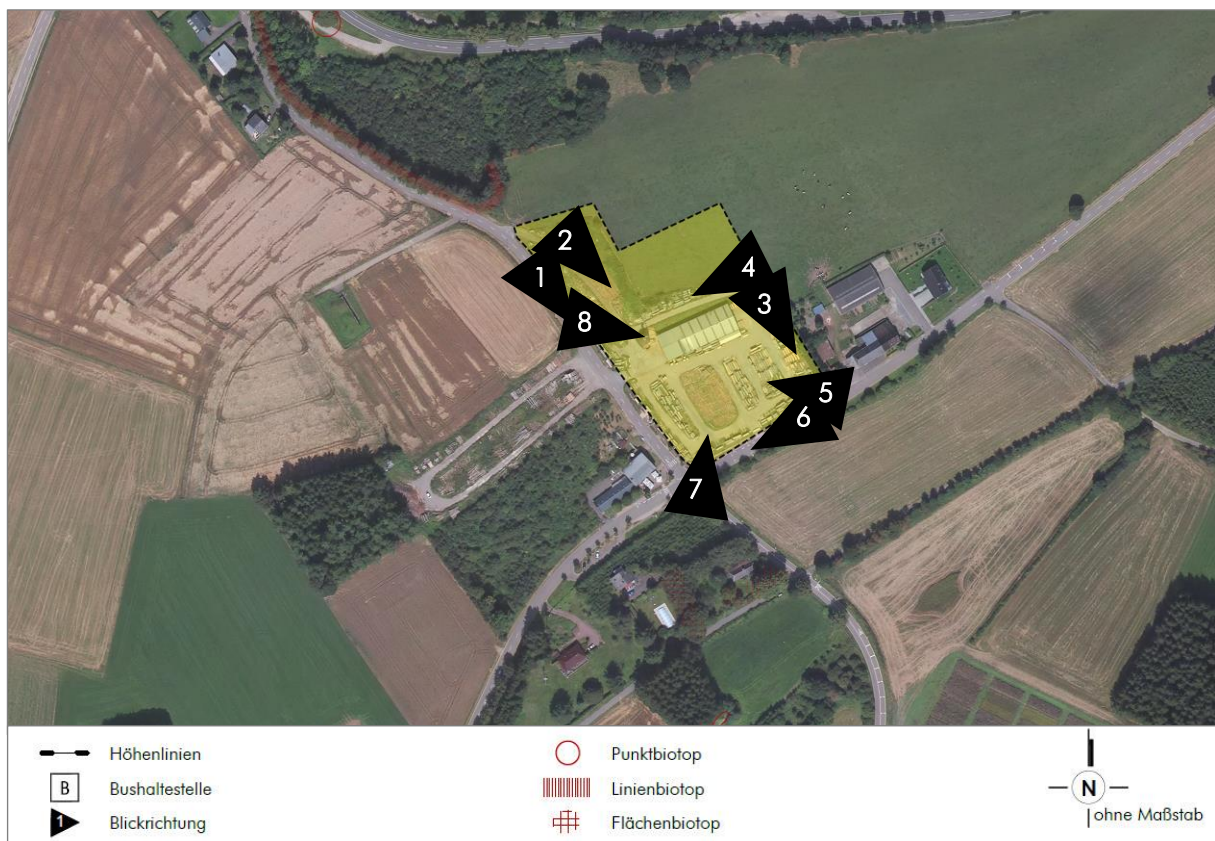 2
1
8
4
3
5
6
7
Höhenlinien
B Bushaltestelle
1 Blickrichtung
Punktbiotop
Linienbiotop
Flächenbiotop
N
ohne Maßstab